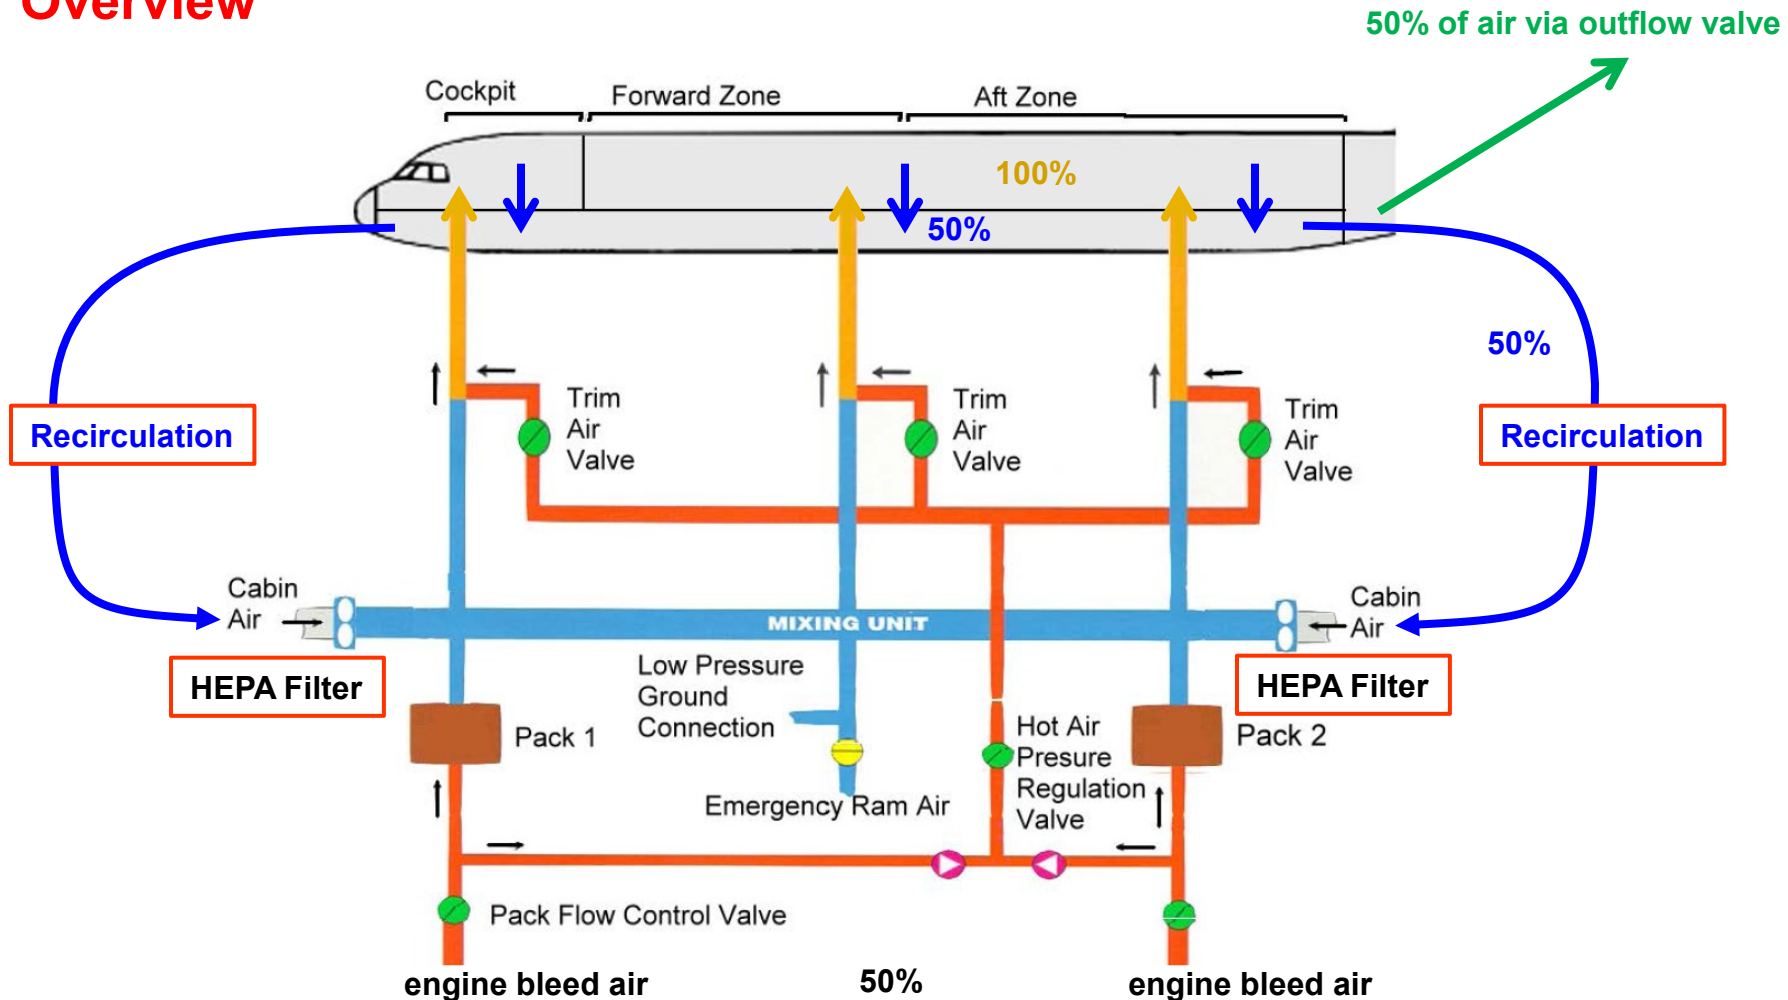 Overview
50% of air via outflow valve
Cockpit
Forward Zone
Aft Zone
100%
50%
50%
Trim
Air
Valve
Trim
Air
Valve
Trim
Air
Valve
Recirculation
Recirculation
Cabin
Air
MIXING UNIT
Cabin
Air
HEPA Filter
Low Pressure
Ground
Connection
HEPA Filter
Pack 1
Hot Air
Presure
Regulation
Valve
Pack 2
Emergency Ram Air
Pack Flow Control Valve
engine bleed air
50%
engine bleed air